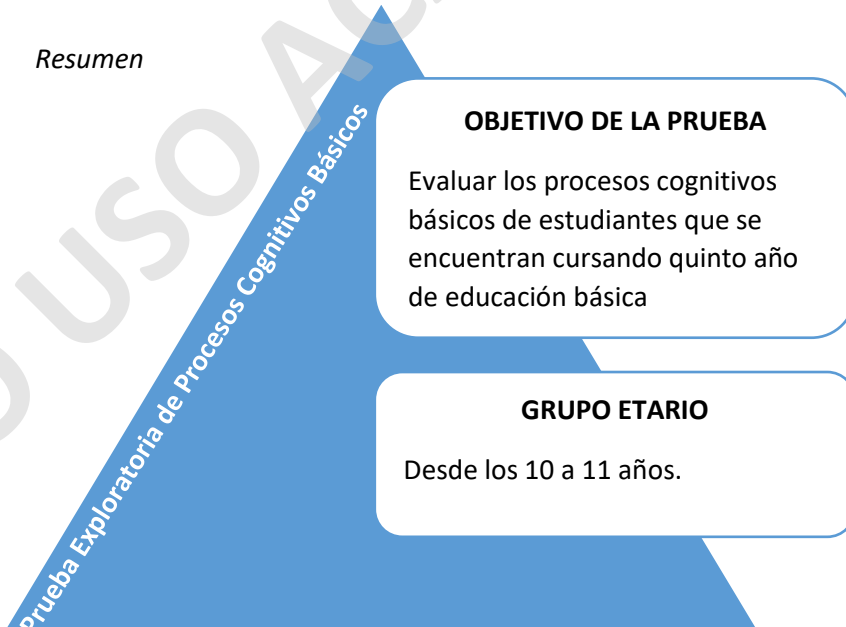 Resumen
Prueba Exploratoria de Procesos Cognitivos Básicos
OBJETIVO DE LA PRUEBA
Evaluar los procesos cognitivos
básicos de estudiantes que se
encuentran cursando quinto año
de educación básica
GRUPO ETARIO
Desde los 10 a 11 años.
USO